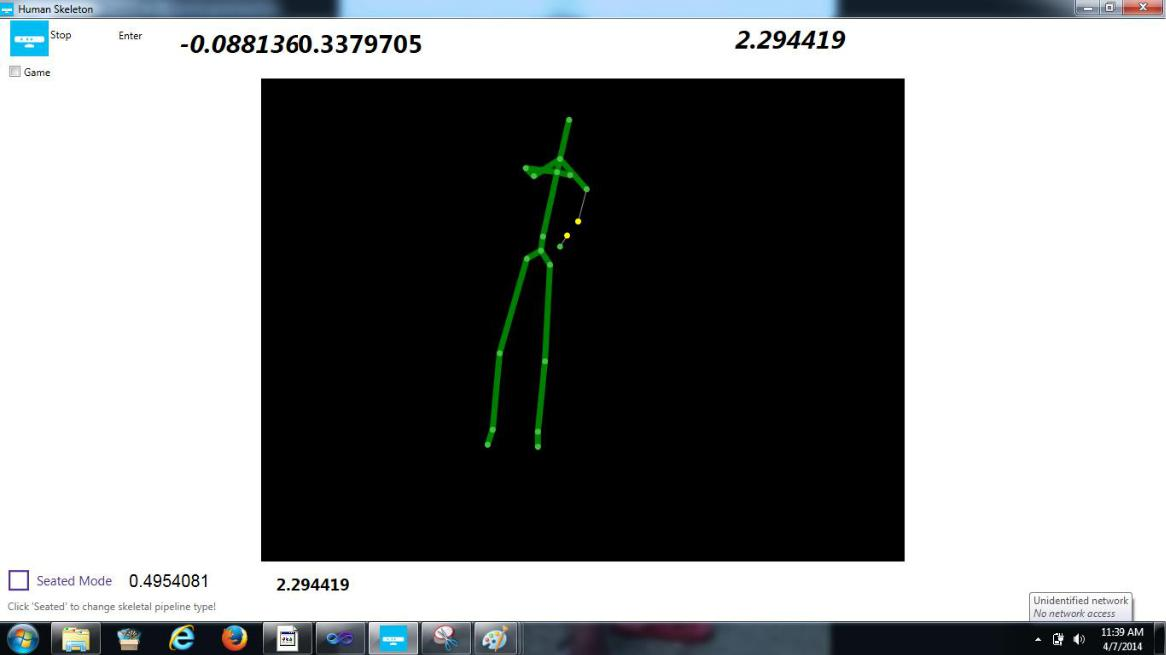 Human Skeleton
Stop
Enter
-0.0881360.3379705
2.294419
Game
Seated Mode
0.4954081
2.294419
Click 'Seated' to change skeletal pipeline type!
Unidentified network
No network access
11:39 AM
4/7/2014